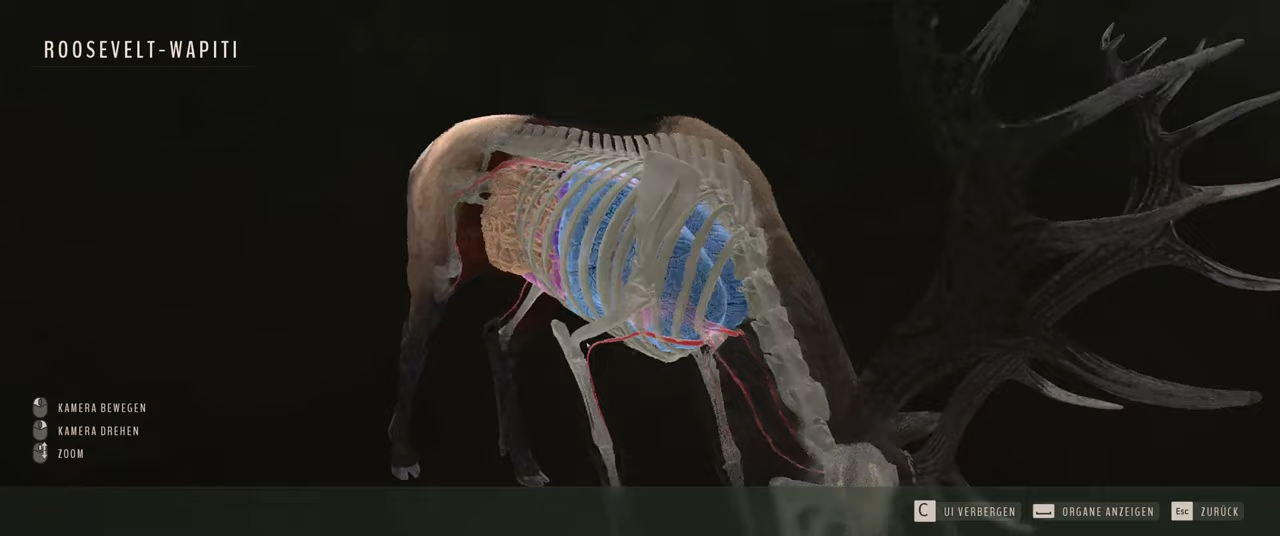 ROOSEVELT-WAPITI
KAMERA BEWEGEN
KAMERA DREHEN
ZOOM
C UI VERBERGEN ORGANE ANZEIGEN Esc ZURÜCK